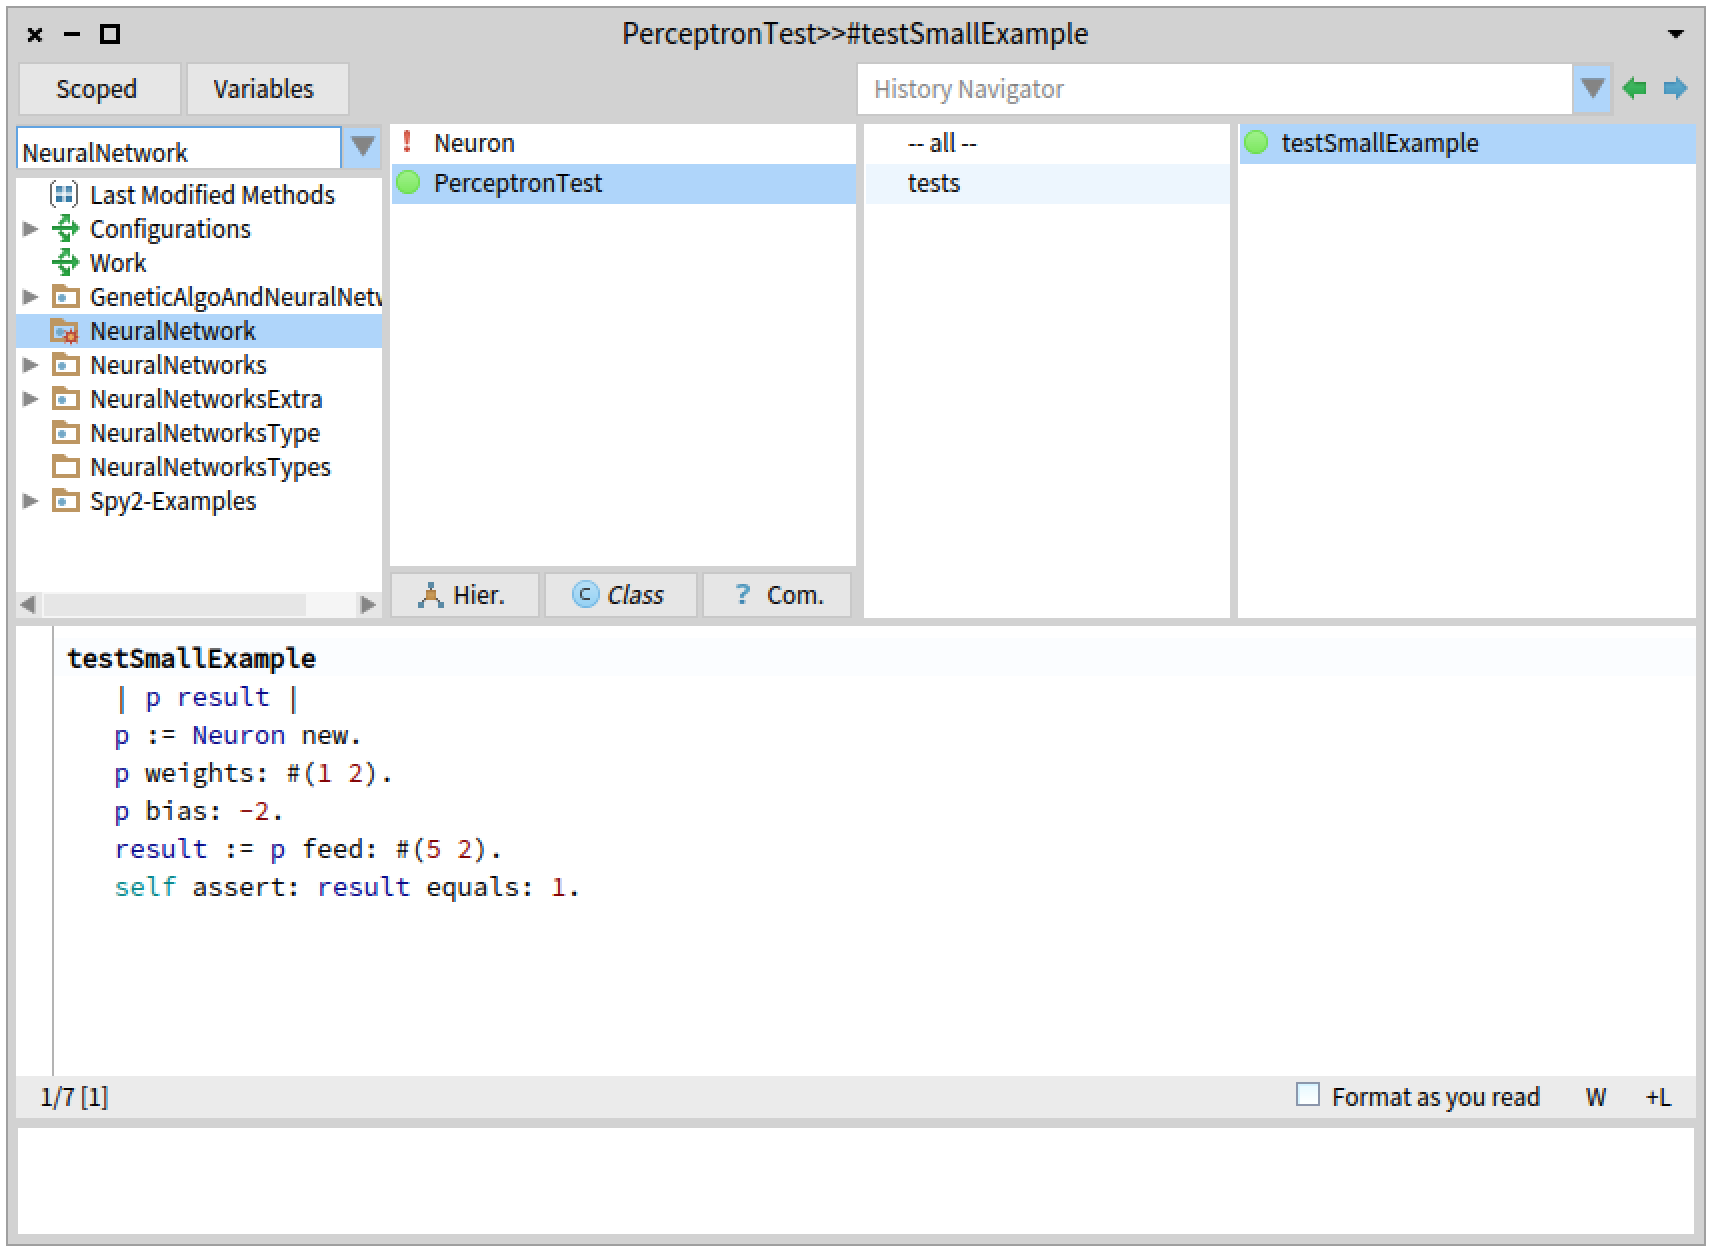 PerceptronTest>>#testSmallExample
Scoped
Variables
History Navigator
NeuralNetwork
Last Modified Methods
Configurations
Work
GeneticAlgoAndNeuralNetw
NeuralNetwork
NeuralNetworks
NeuralNetworksExtra
NeuralNetworksType
NeuralNetworksTypes
Spy2-Examples
Neuron
PerceptronTest
Hier.
C Class
? Com.
-- all --
tests
testSmallExample
testSmallExample
| p result |
p := Neuron new.
p weights: #(1 2).
p bias: -2.
result := p feed: #(5 2).
self assert: result equals: 1.
1/7 [1]
Format as you read
W
+L